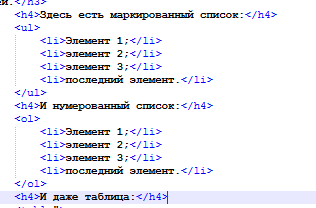 ей.</h3>
<h4>Здесь есть маркированный список:</h4>
<ul>
<li>Элемент 1;</li>
<li>элемент 2;</li>
<li>элемент 3;</li>
<li>последний элемент.</li>
</ul>
<h4>И нумерованный список:</h4>
<ol>
<li>Элемент 1;</li>
<li>элемент 2;</li>
<li>элемент 3;</li>
<li>последний элемент.</li>
</ol>
<h4>И даже таблица:</h4>